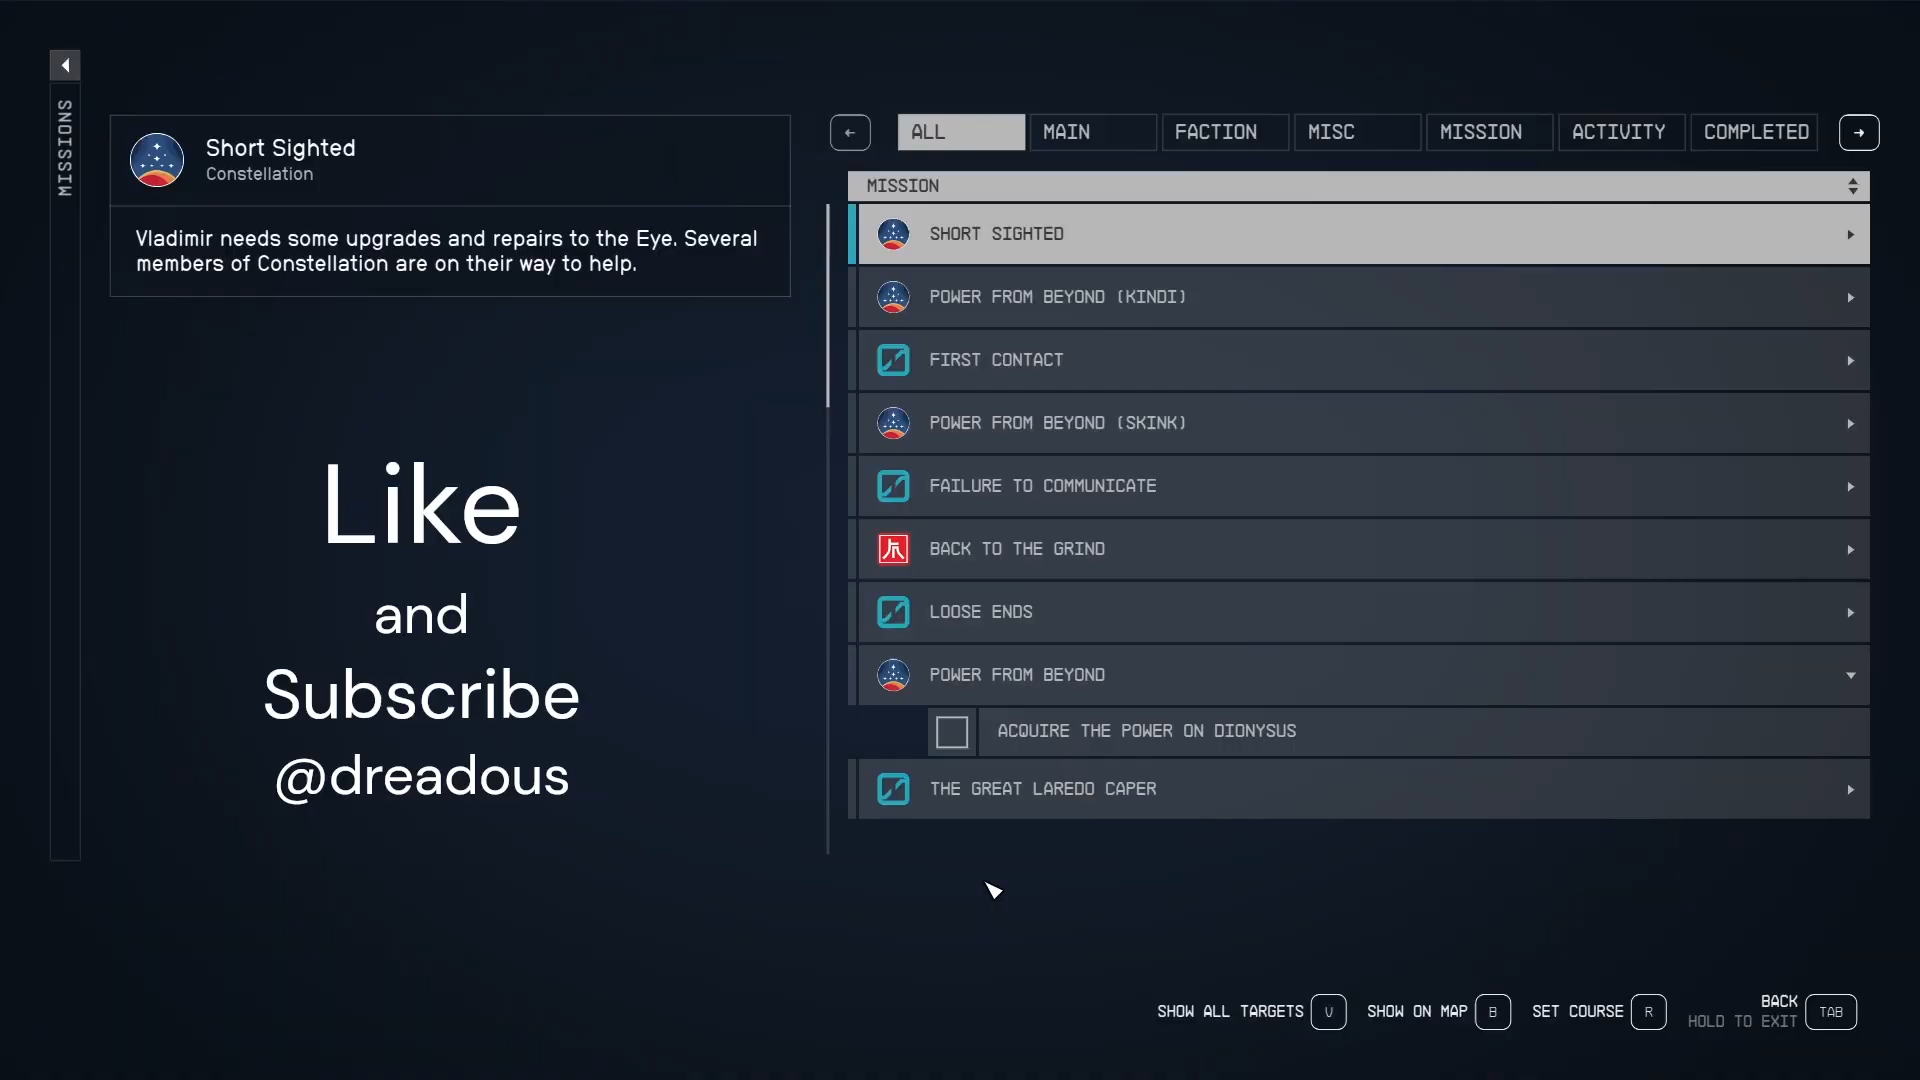 MISSIONS
Short Sighted
Constellation
Vladimir needs some upgrades and repairs to the Eye. Several
members of Constellation are on their way to help.
Like
and
Subscribe
@dreadous
ALL MAIN FACTION MISC MISSION ACTIVITY COMPLETED
MISSION
SHORT SIGHTED
POWER FROM BEYOND (KINDI)
FIRST CONTACT
POWER FROM BEYOND (SKINK)
FAILURE TO COMMUNICATE
BACK TO THE GRIND
LOOSE ENDS
POWER FROM BEYOND
ACQUIRE THE POWER ON DIONYSUS
THE GREAT LAREDO CAPER
SHOW ALL TARGETS V SHOW ON MAP B SET COURSE R BACK TAB
HOLD TO EXIT